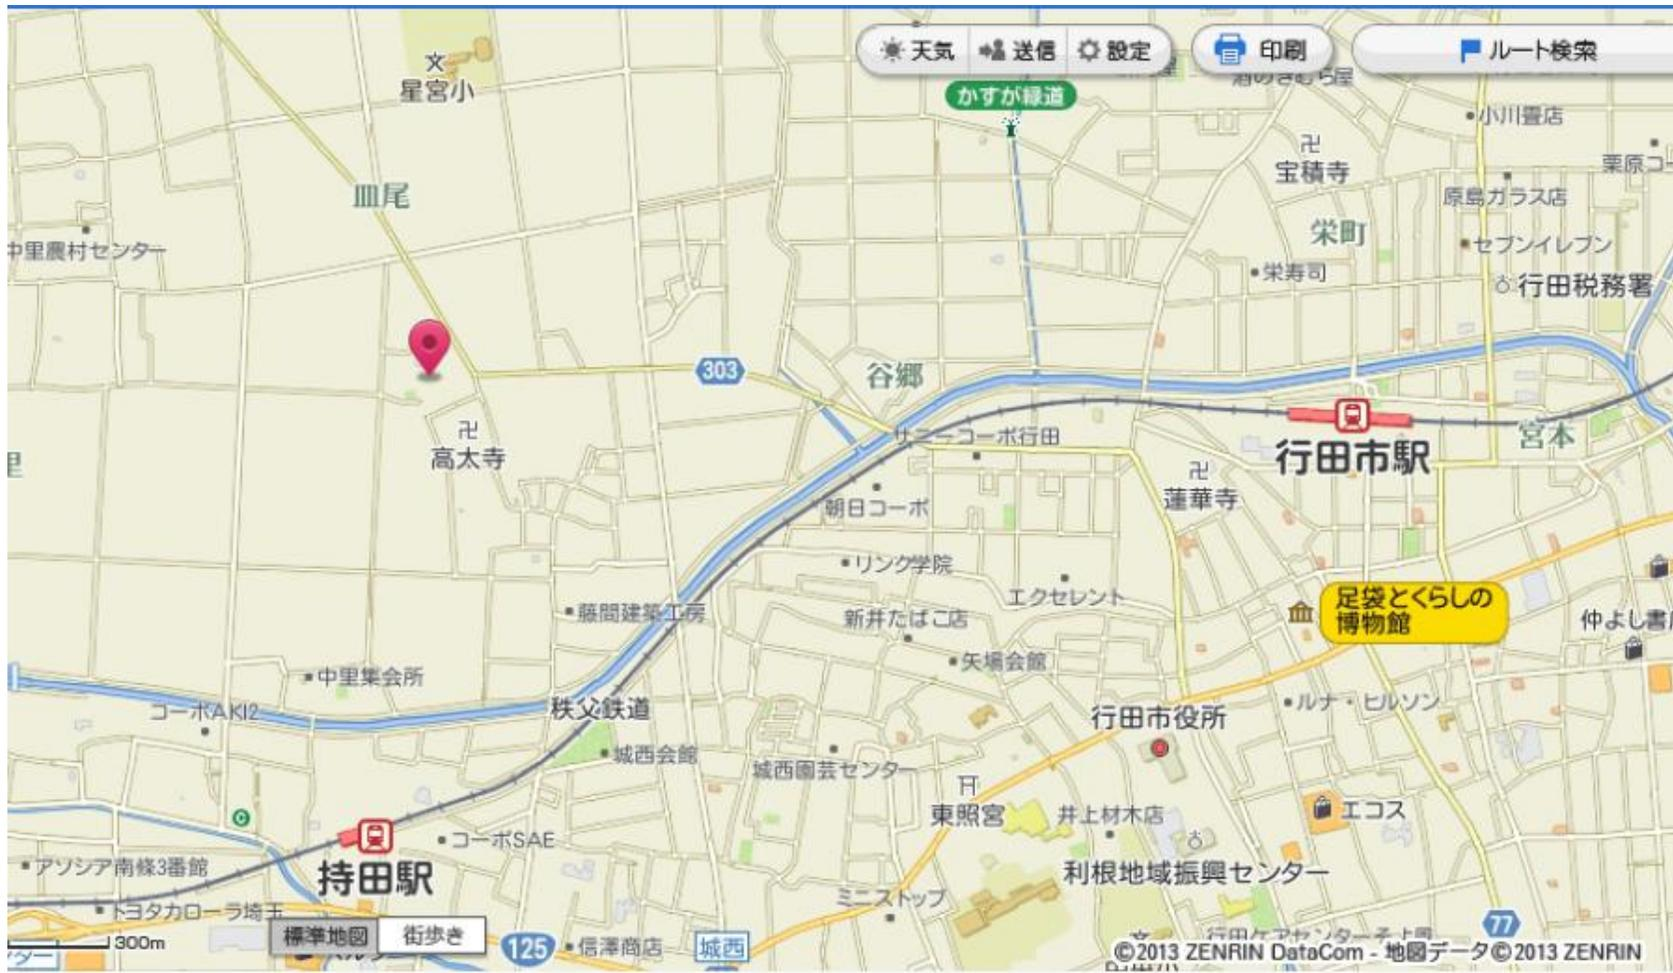 天気
送信
設定
印刷
ルート検索
星宮小
かすが緑道
小川畳店
宝積寺
栗原コー
皿尾
原島ガラス店
栄町
中里農村センター
セブンイレブン
栄寿司
行田税務署
303
谷郷
サニーコーポ行田
宮本
高太寺
行田市駅
里
蓮華寺
朝日コーポ
リンク学院
エクセレント
足袋とくらしの
博物館
藤間建築工房
新井たばこ店
仲よし書店
矢場会館
中里集会所
コーポAKI2
秩父鉄道
行田市役所
ルナ・ヒルソン
城西会館
城西園芸センター
東照宮
井上材木店
エコス
コーポSAE
アソシア南條3番館
持田駅
利根地域振興センター
トヨタカローラ埼玉
ミニストップ
77
標準地図
街歩き
300m
125
信澤商店
城西
©2013 ZENRIN DataCom - 地図データ©2013 ZENRIN